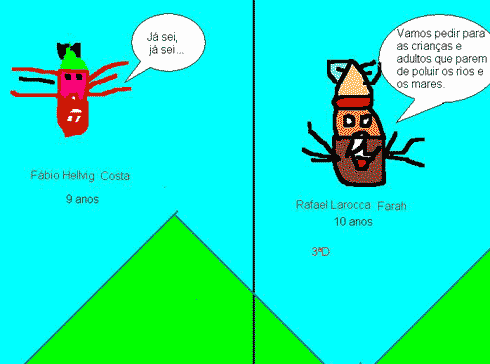 Já sei,
já sei...
Fábio Hellvig Costa
9 anos
Vamos pedir para
as crianças e
adultos que parem
de poluir os rios e
os mares.
Rafael Larocca Farah
10 anos
3ªD